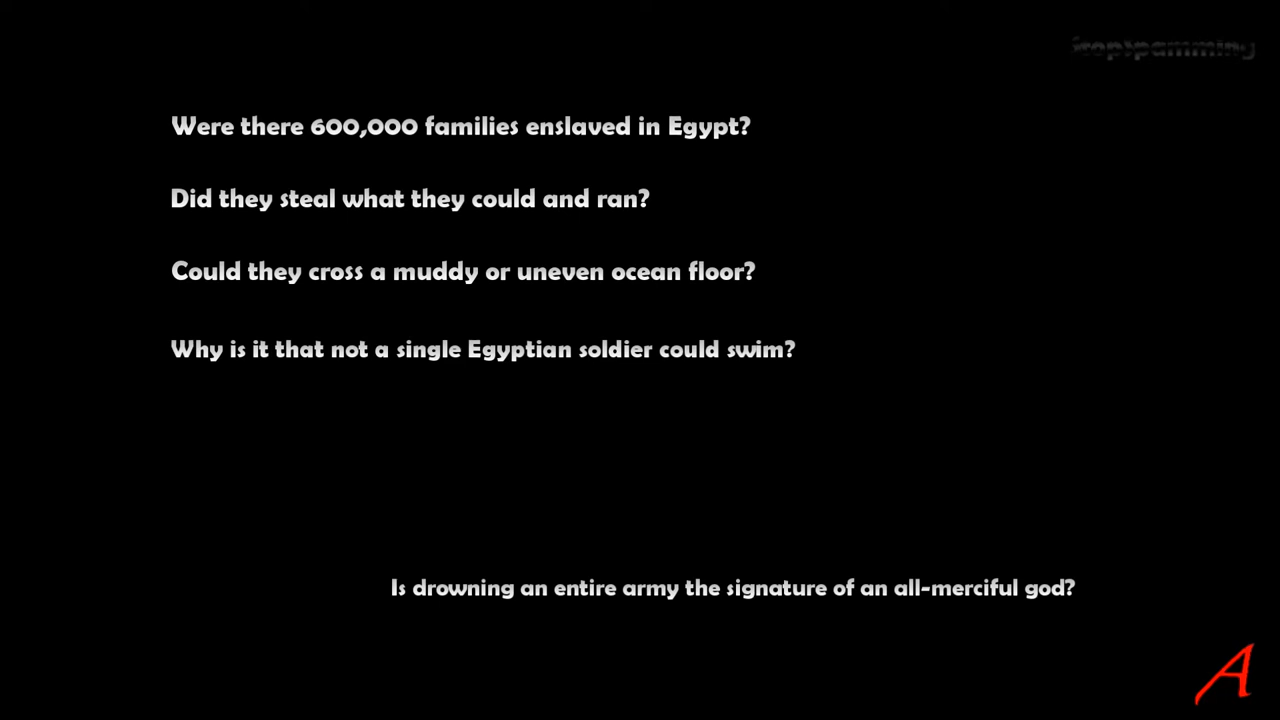 Were there 600,000 families enslaved in Egypt?
Did they steal what they could and ran?
Could they cross a muddy or uneven ocean floor?
Why is it that not a single Egyptian soldier could swim?
Is drowning an entire army the signature of an all-merciful god?
A